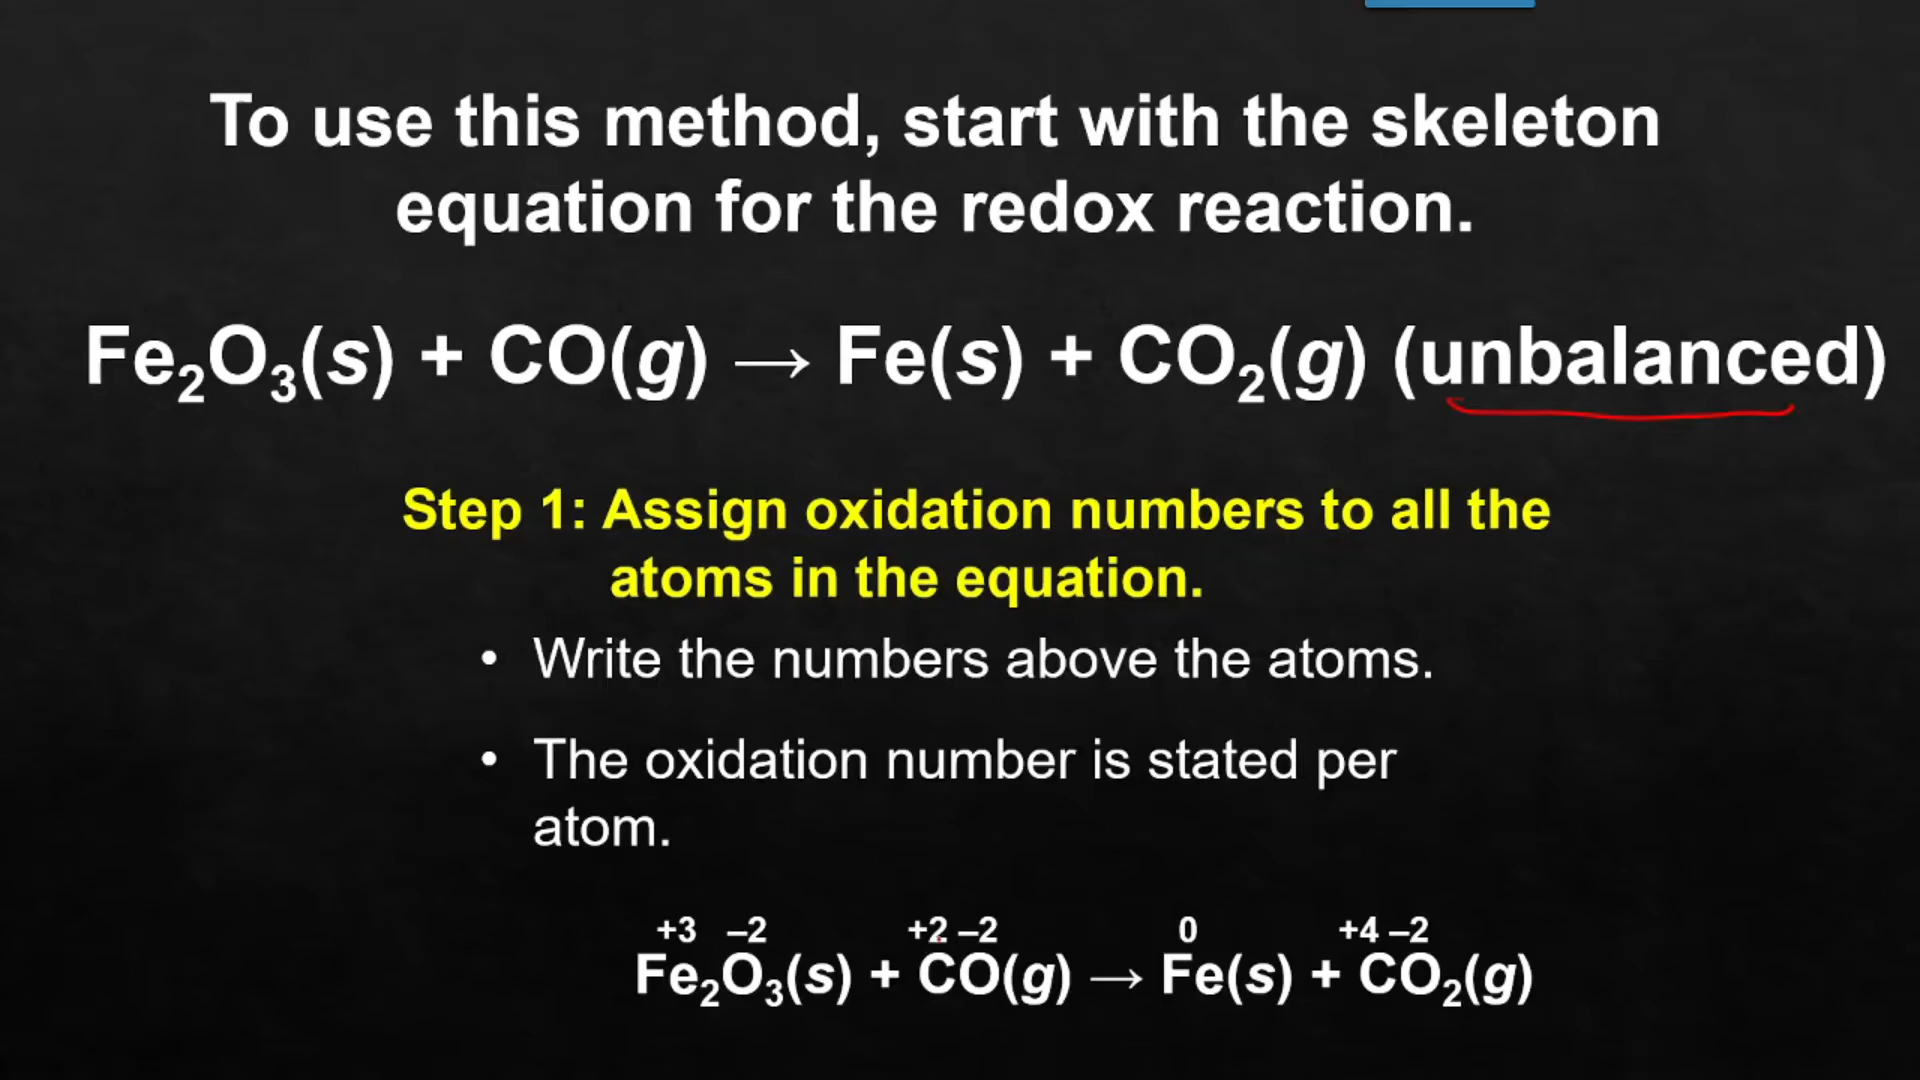 To use this method, start with the skeleton
equation for the redox reaction.
Fe₂O₃(s) + CO(g) → Fe(s) + CO₂(g) (unbalanced)
Step 1: Assign oxidation numbers to all the
atoms in the equation.
• Write the numbers above the atoms.
• The oxidation number is stated per
atom.
+3 –2 +2 –2 0 +4 –2
Fe₂O₃(s) + CO(g) → Fe(s) + CO₂(g)